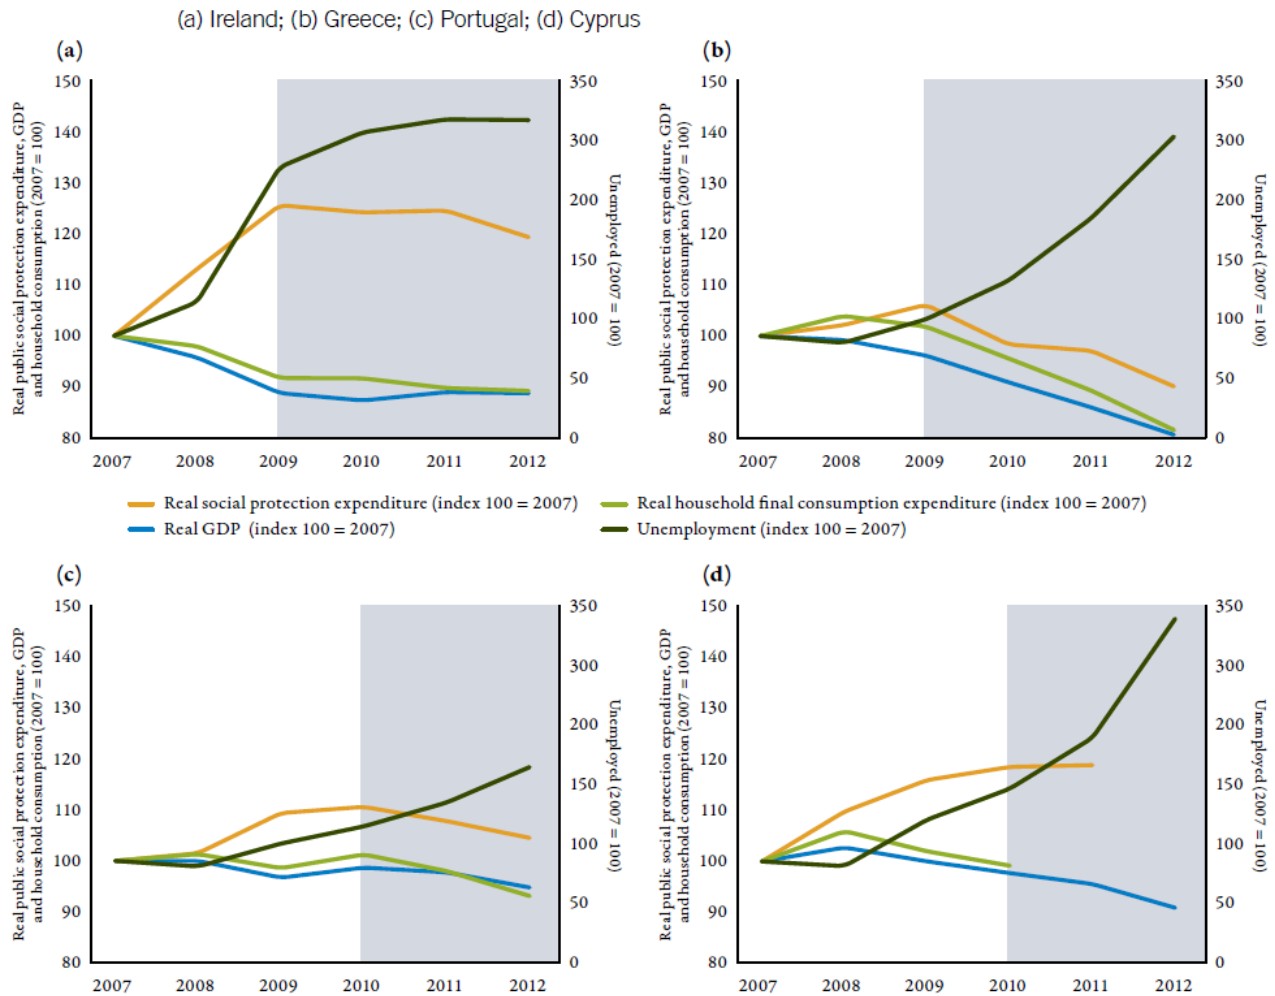 (a) Ireland; (b) Greece; (c) Portugal; (d) Cyprus
(a)
Real public social protection expenditure, GDP
and household consumption (2007 = 100)
150
140
130
120
110
100
90
80
350
300
200
150
100
50
0
Unemployed (2007 = 100)
2007 2008 2009 2010 2011 2012
(b)
Real public social protection expenditure, GDP
and household consumption (2007 = 100)
150
140
130
120
110
100
90
80
350
300
200
150
100
50
0
Unemployed (2007 = 100)
2007 2008 2009 2010 2011 2012
Real social protection expenditure (index 100 = 2007)
Real household final consumption expenditure (index 100 = 2007)
Real GDP (index 100 = 2007)
Unemployment (index 100 = 2007)
(c)
Real public social protection expenditure, GDP
and household consumption (2007 = 100)
150
140
130
120
110
100
90
80
350
300
200
150
100
50
0
Unemployed (2007 = 100)
2007 2008 2009 2010 2011 2012
(d)
Real public social protection expenditure, GDP
and household consumption (2007 = 100)
150
140
130
120
110
100
90
80
350
300
200
150
100
50
0
Unemployed (2007 = 100)
2007 2008 2009 2010 2011 2012